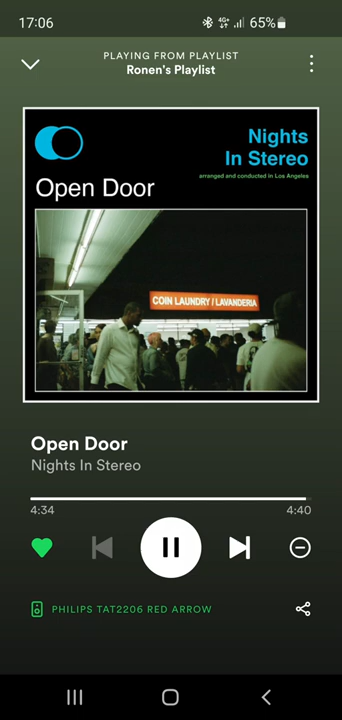 17:06
4G+
65%
PLAYING FROM PLAYLIST
Ronen's Playlist
Nights
In Stereo
arranged and conducted in Los Angeles
Open Door
COIN LAUNDRY / LAVANDERIA
Open Door
Nights In Stereo
4:34
4:40
PHILIPS TAT2206 RED ARROW